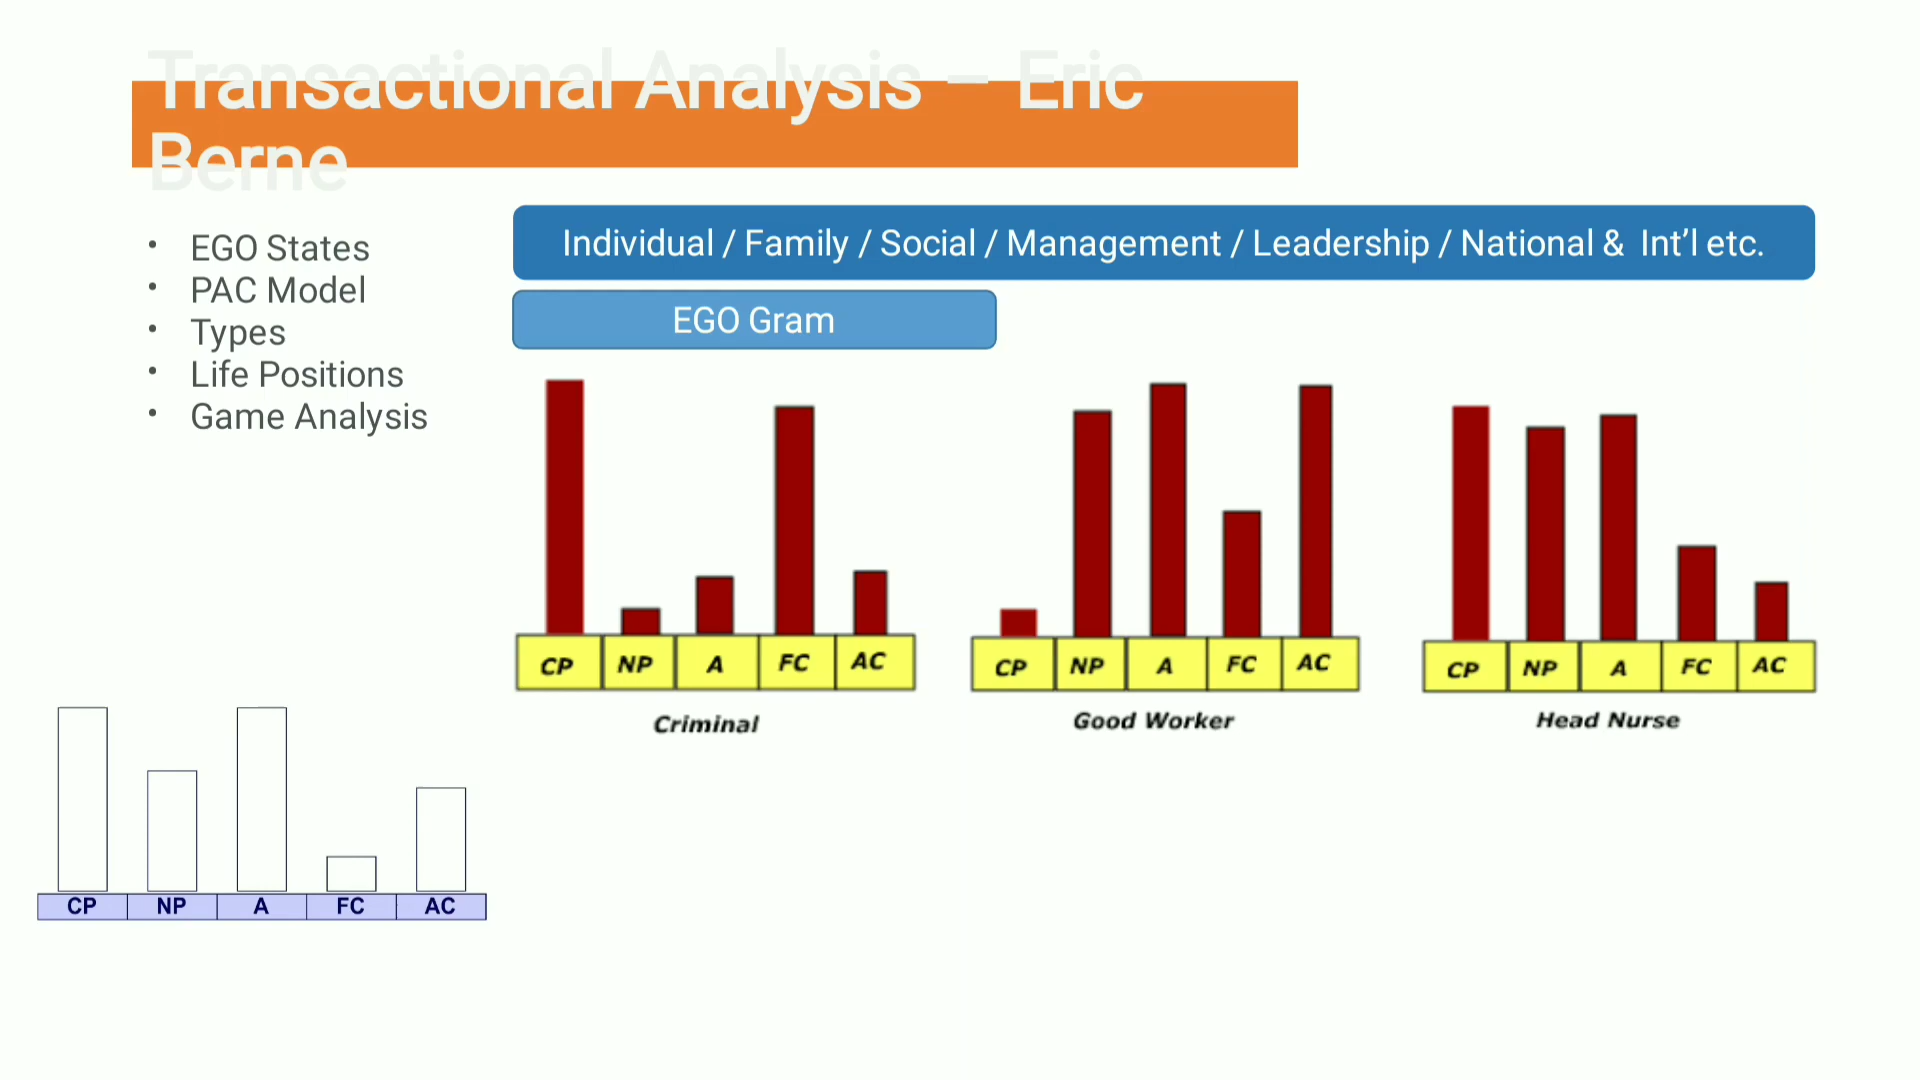 Transactional Analysis – Eric
Berne
• EGO States
• PAC Model
• Types
• Life Positions
• Game Analysis
Individual / Family / Social / Management / Leadership / National & Int’l etc.
EGO Gram
CP NP A FC AC
Criminal
CP NP A FC AC
Good Worker
CP NP A FC AC
Head Nurse
CP NP A FC AC